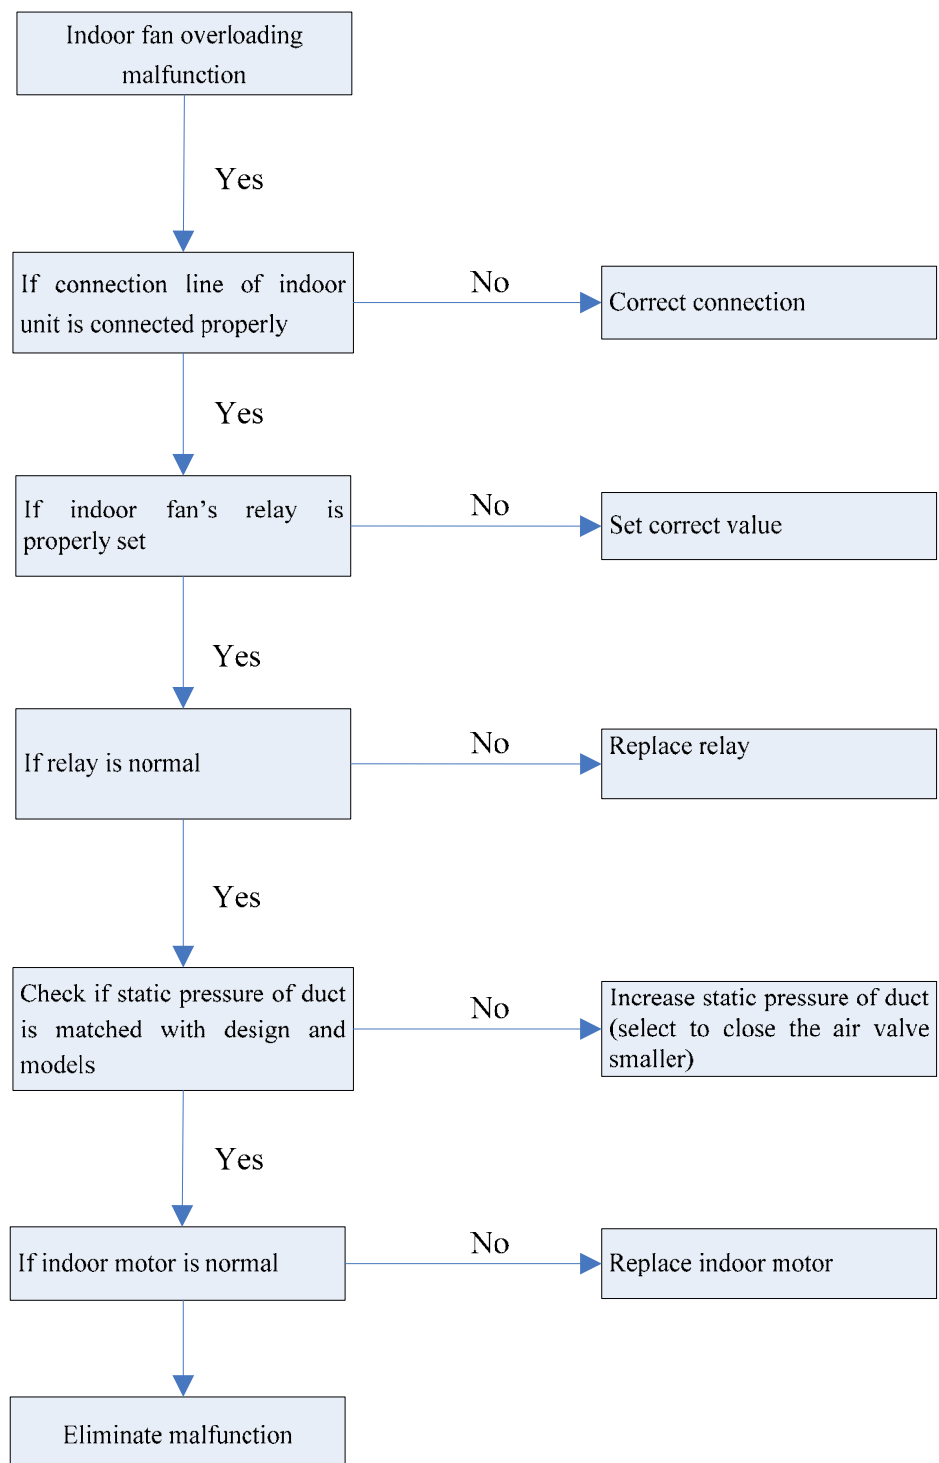 Indoor fan overloading
malfunction
Yes
If connection line of indoor
unit is connected properly
No
Correct connection
Yes
If indoor fan’s relay is
properly set
No
Set correct value
Yes
If relay is normal
No
Replace relay
Yes
Check if static pressure of duct
is matched with design and
models
No
Increase static pressure of duct
(select to close the air valve
smaller)
Yes
If indoor motor is normal
No
Replace indoor motor
Eliminate malfunction